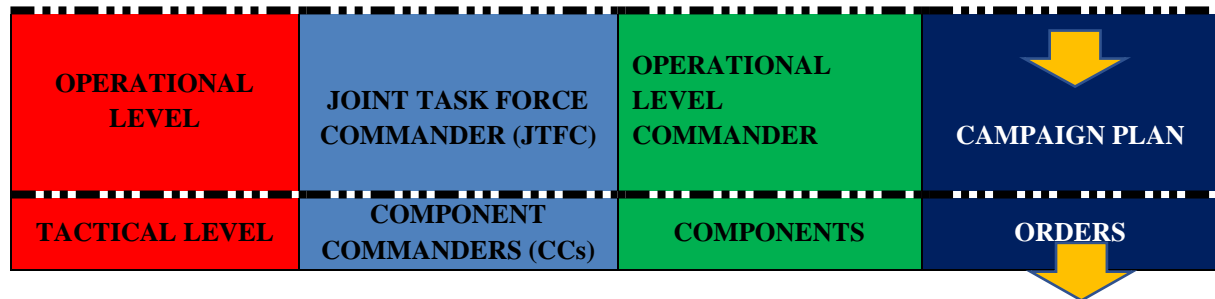 OPERATIONAL
LEVEL
JOINT TASK FORCE
COMMANDER (JTFC)
OPERATIONAL
LEVEL
COMMANDER
CAMPAIGN PLAN
TACTICAL LEVEL
COMPONENT
COMMANDERS (CCs)
COMPONENTS
ORDERS